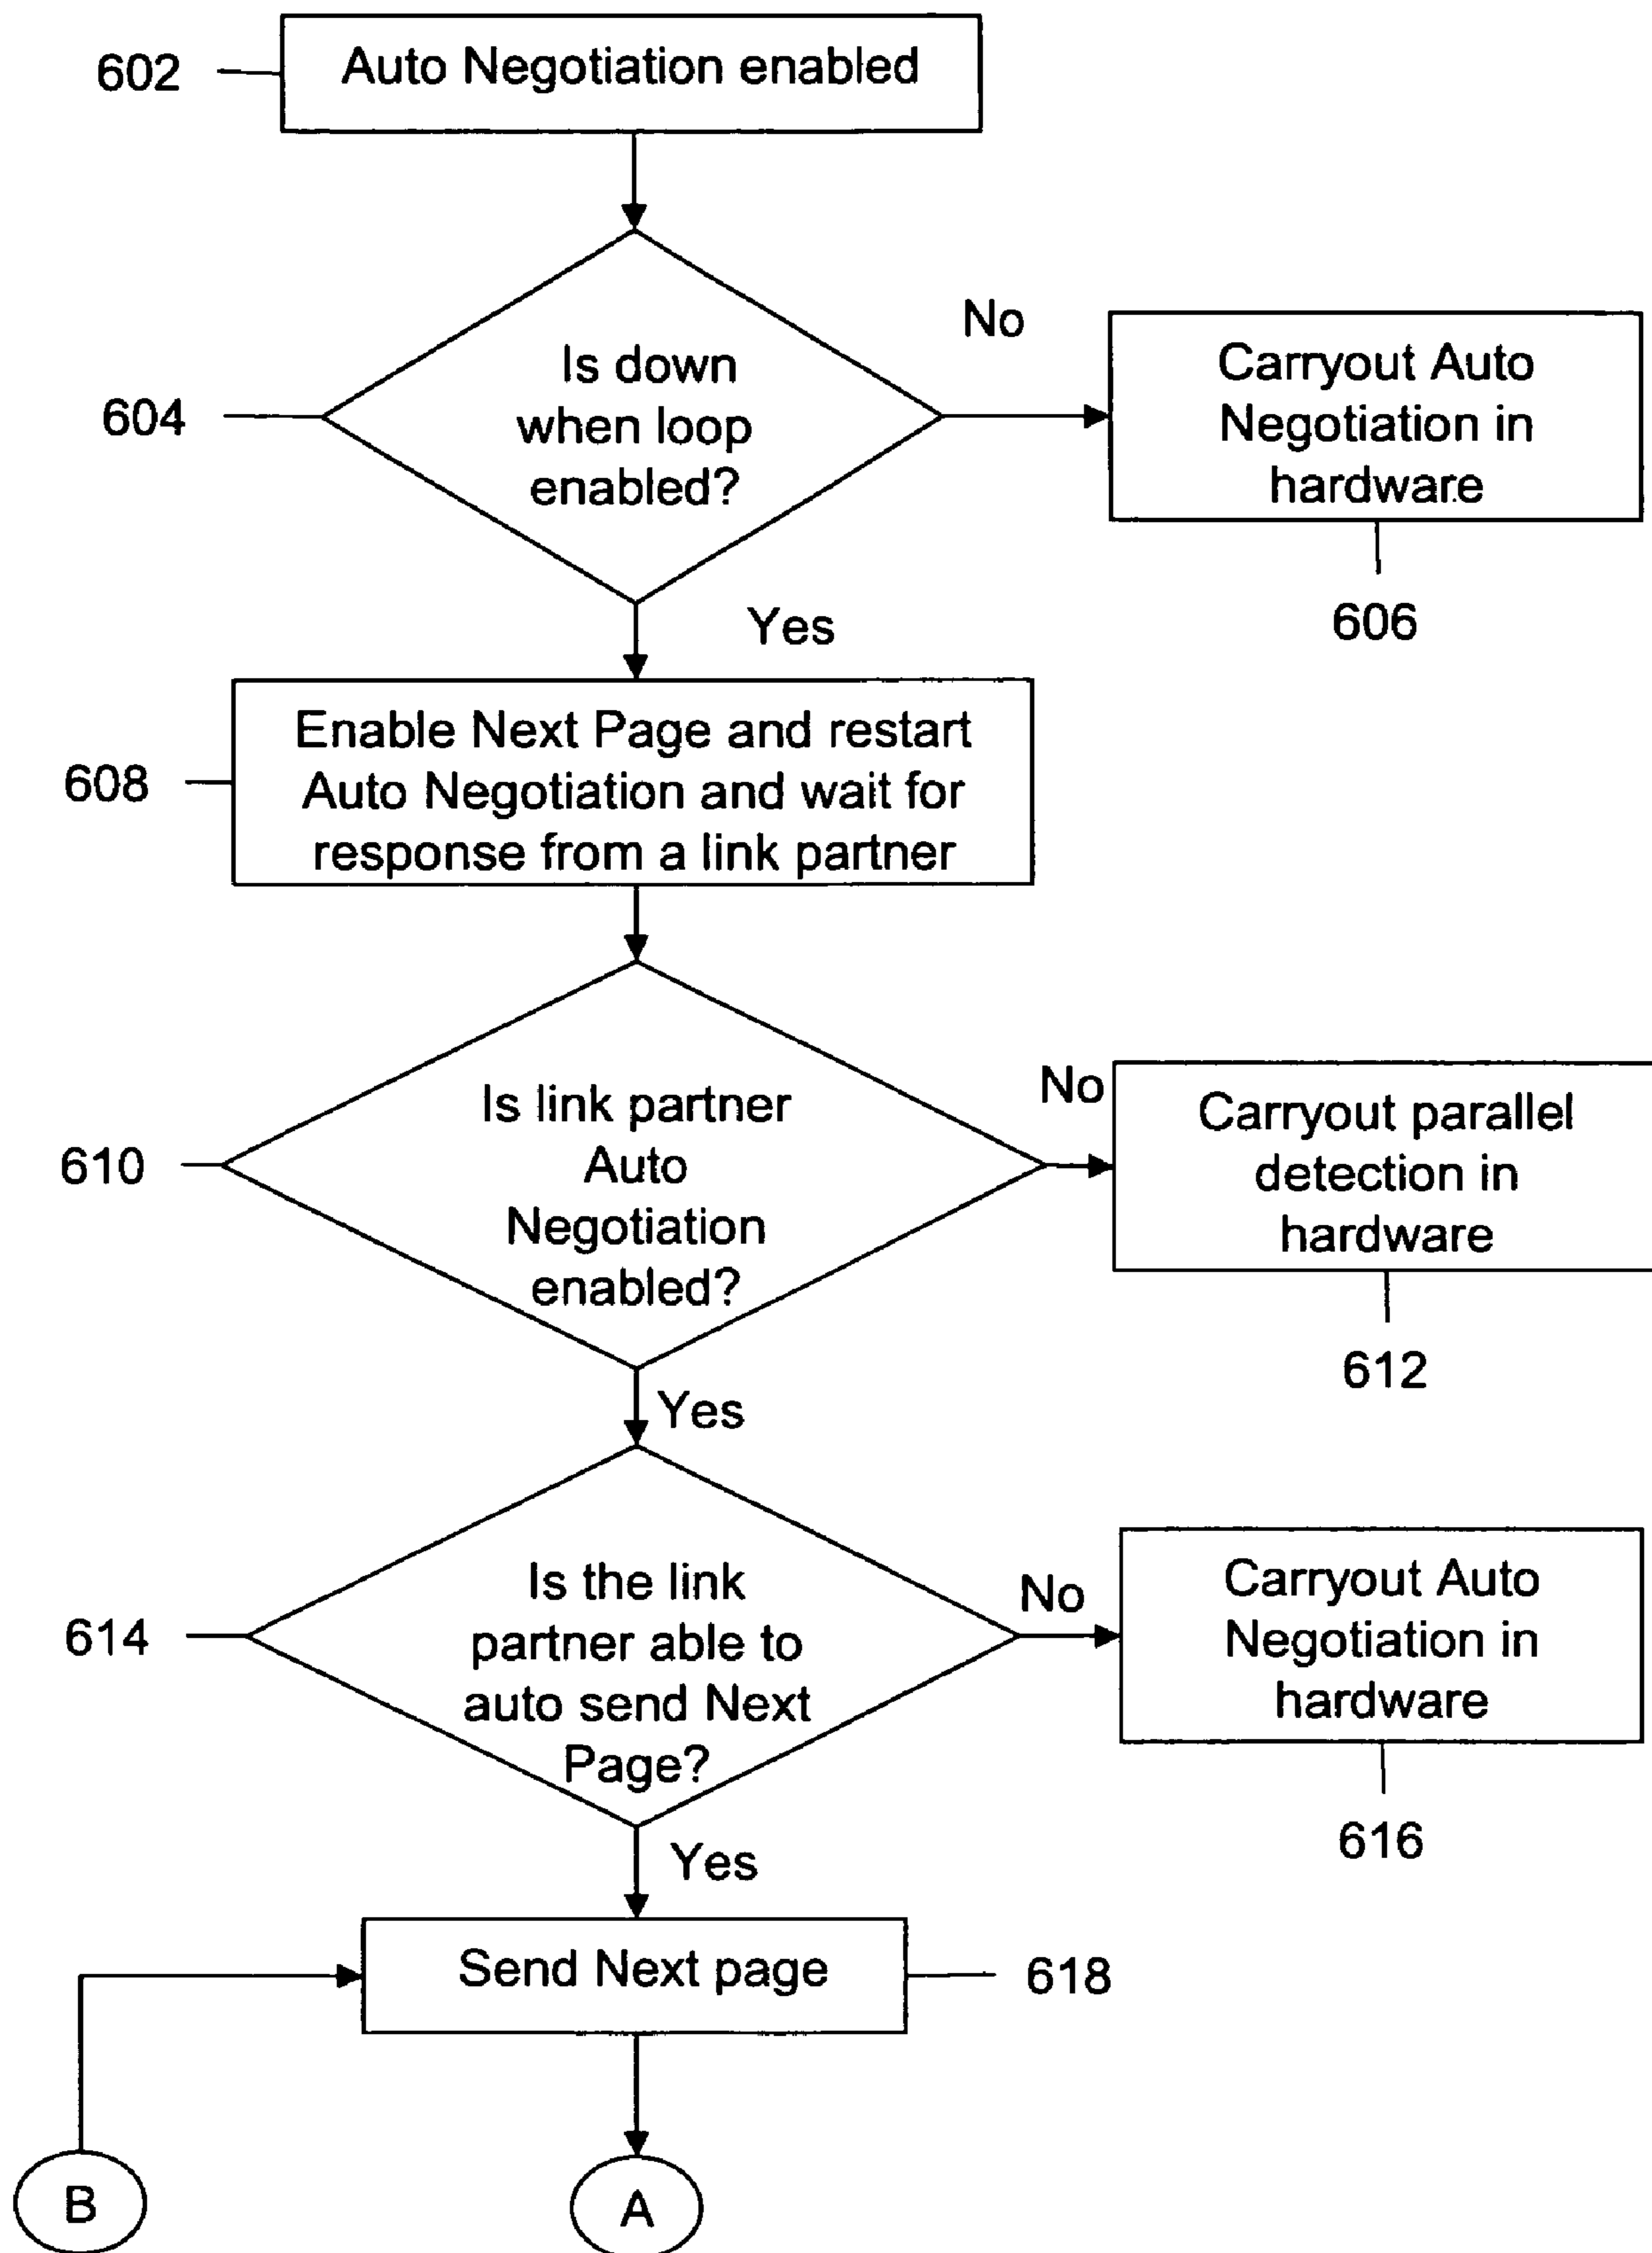 602
Auto Negotiation enabled
604
Is down
when loop
enabled?
No
Carryout Auto
Negotiation in
hardware
606
Yes
608
Enable Next Page and restart
Auto Negotiation and wait for
response from a link partner
610
Is link partner
Auto
Negotiation
enabled?
No
Carryout parallel
detection in
hardware
612
Yes
614
Is the link
partner able to
auto send Next
Page?
No
Carryout Auto
Negotiation in
hardware
616
Yes
Send Next page
618
B
A